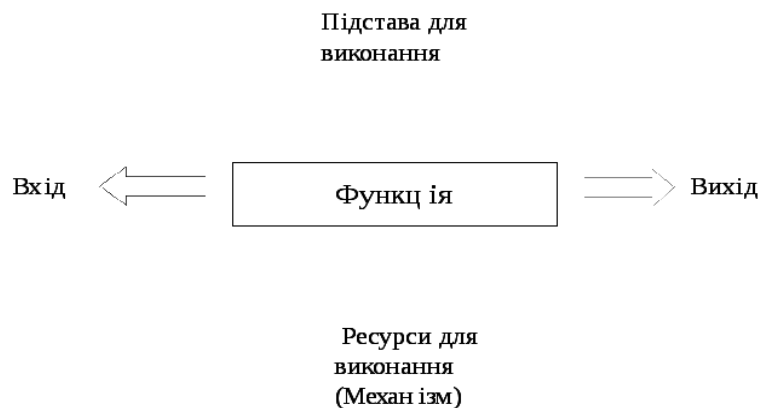 Підстава для
виконання
Вхід
Функц ія
Вихід
Ресурси для
виконання
(Механ ізм)